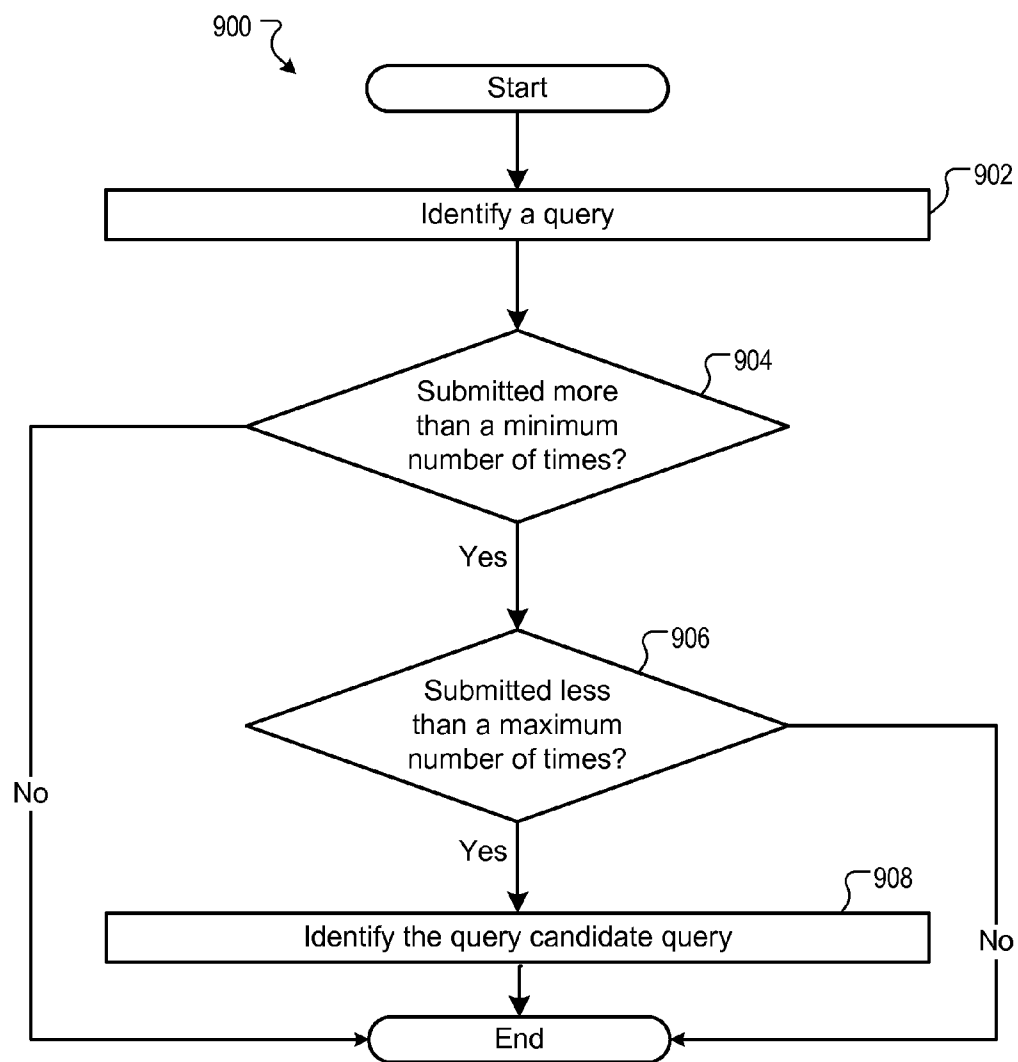 900
Start
902
Identify a query
904
Submitted more
than a minimum
number of times?
Yes
906
Submitted less
than a maximum
number of times?
No
Yes
908
Identify the query candidate query
No
End